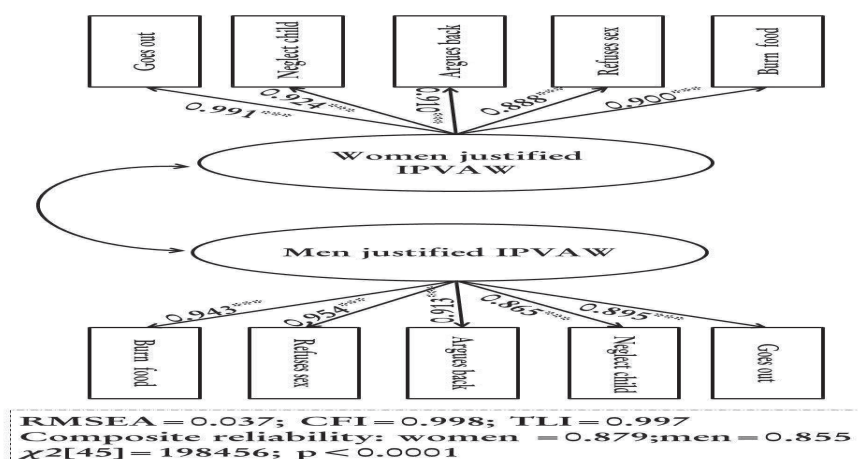 Goes out
Neglect child
Argues back
Refuses sex
Burn food
0.991***
0.924***
0.910***
0.888***
0.900***
Women justified
IPVAW
Men justified IPVAW
0.943***
0.954***
0.913***
0.865***
0.895***
Burn food
Refuses sex
Argues back
Neglect child
Goes out
RMSEA=0.037; CFI=0.998; TLI=0.997
Composite reliability: women =0.879;men=0.855
χ2[45]=198456; p<0.0001